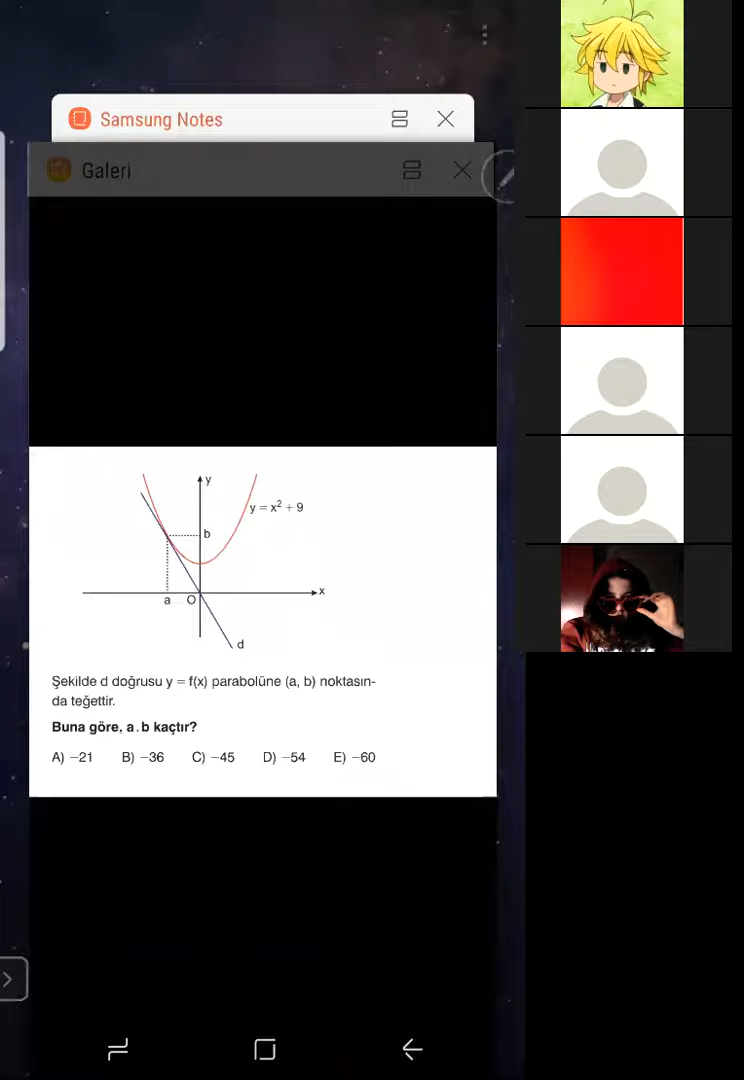 Samsung Notes
Galeri
y
y = x² + 9
b
a
O
x
d
Şekilde d doğrusu y = f(x) parabolüne (a, b) noktasın-
da teğettir.
Buna göre, a.b kaçtır?
A) −21 B) −36 C) −45 D) −54 E) −60